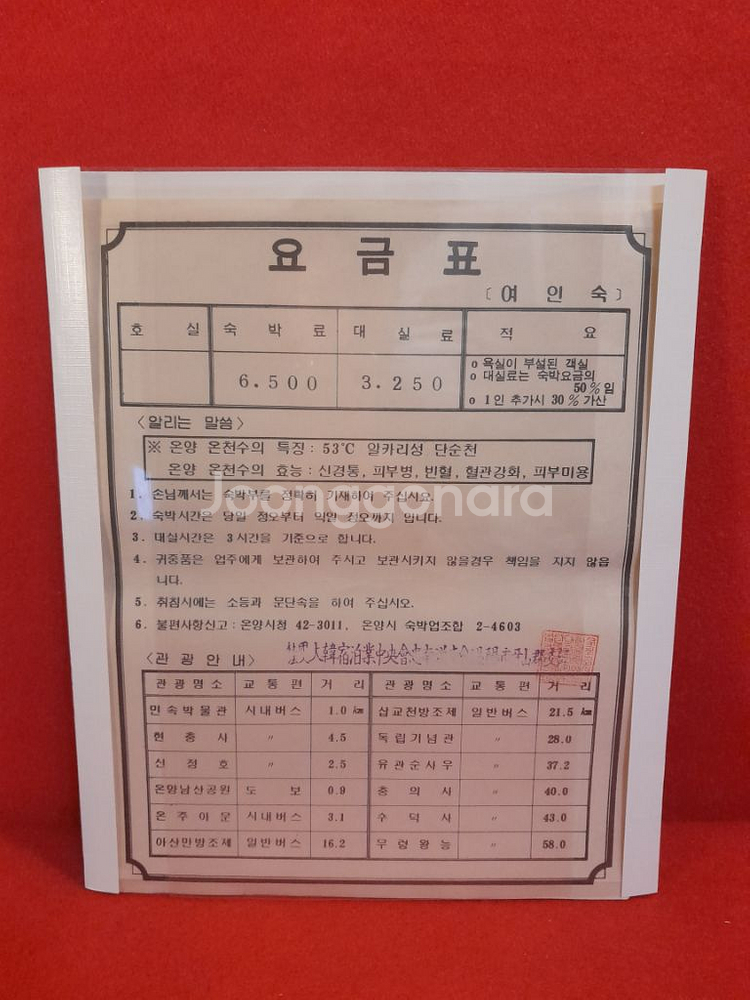 요 금 표
〔여 인 숙〕
호 실 숙 박 료 대 실 료 적 요
6.500 3.250
o 욕실이 부설된 객실
o 대실료는 숙박요금의
50%임
o 1인 추가시 30%가산
〈알리는 말씀〉
※ 온양 온천수의 특징 : 53℃ 알카리성 단순천
온양 온천수의 효능 : 신경통, 피부병, 빈혈, 혈관강화, 피부미용
1. 손님께서는 숙박부를 정확히 기재하여 주십시요.
2. 숙박시간은 당일 정오부터 익일 정오까지 입니다.
Joonggonara
3. 대실시간은 3시간을 기준으로 합니다.
4. 귀중품은 업주에게 보관하여 주시고 보관시키지 않을경우 책임을 지지 않읍
니다.
5. 취침시에는 소등과 문단속을 하여 주십시오.
6. 불편사항신고 : 온양시청 42-3011, 온양시 숙박업조합 2-4603
大韓宿泊業中央會
〈관 광 안 내〉
관 광 명 소 교 통 편 거 리 관 광 명 소 교 통 편 거 리
민속박물관 시내버스 1.0㎞ 삽교천방조제 일반버스 21.5㎞
현 충 사 〃 4.5 독립기념관 〃 28.0
신 정 호 〃 2.5 유관순사우 〃 37.2
온양남산공원 도 보 0.9 충 의 사 〃 40.0
온 주 아 문 시내버스 3.1 수 덕 사 〃 43.0
아산만방조제 일반버스 16.2 무 령 왕 능 〃 58.0